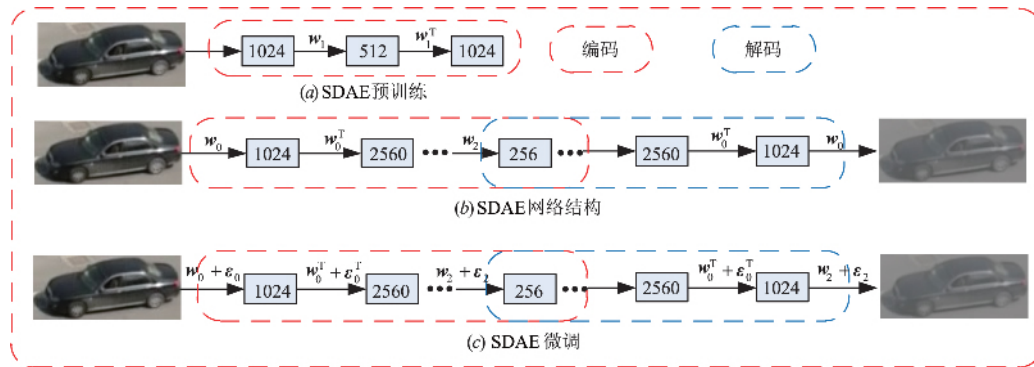 1024 w₁ 512 w₁ᵀ 1024 编码 解码
(a)SDAE预训练
w₀ 1024 w₀ᵀ 2560 ••• w₂ 256 ••• 2560 w₀ᵀ 1024 w₀
(b)SDAE网络结构
w₀ + ε₀ 1024 w₀ᵀ + ε₀ᵀ 2560 ••• w₂ + ε₂ 256 ••• 2560 w₀ᵀ + ε₀ᵀ 1024 w₂ + ε₂
(c) SDAE 微调